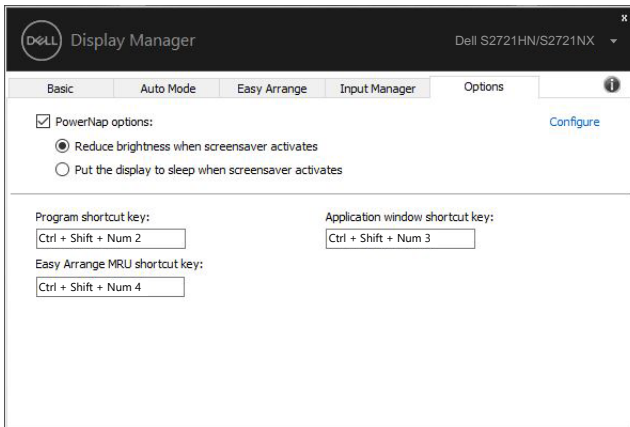 DELL Display Manager
Dell S2721HN/S2721NX
x
Basic Auto Mode Easy Arrange Input Manager Options
PowerNap options:
Configure
Reduce brightness when screensaver activates
Put the display to sleep when screensaver activates
Program shortcut key:
Application window shortcut key:
Ctrl + Shift + Num 2
Ctrl + Shift + Num 3
Easy Arrange MRU shortcut key:
Ctrl + Shift + Num 4